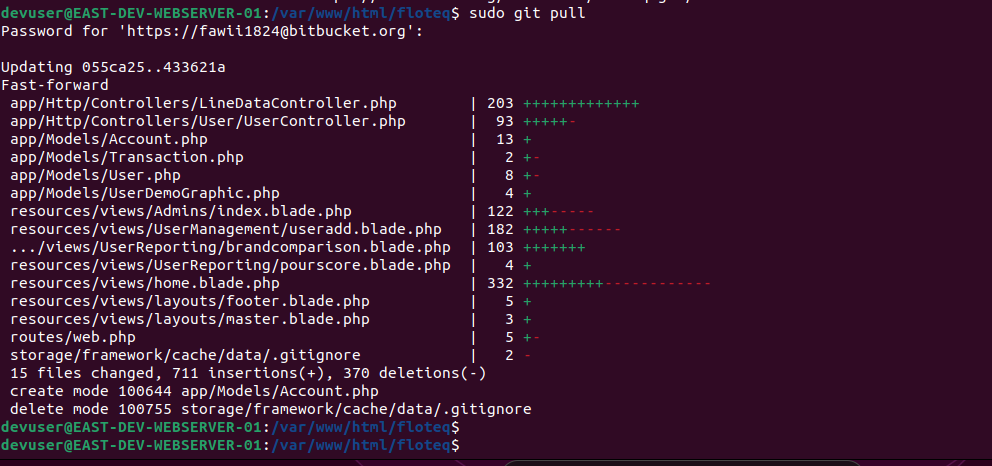 devuser@EAST-DEV-WEBSERVER-01:/var/www/html/floteq$ sudo git pull
Password for 'https://fawii1824@bitbucket.org':
Updating 055ca25..433621a
Fast-forward
 app/Http/Controllers/LineDataController.php        | 203 +++++++++++++
 app/Http/Controllers/User/UserController.php       |  93 +++++-
 app/Models/Account.php                             |  13 +
 app/Models/Transaction.php                         |   2 +-
 app/Models/User.php                                |   8 +-
 app/Models/UserDemoGraphic.php                     |   4 +
 resources/views/Admins/index.blade.php             | 122 +++-----
 resources/views/UserManagement/useradd.blade.php   | 182 +++++------
 .../views/UserReporting/brandcomparison.blade.php  | 103 +++++++
 resources/views/UserReporting/pourscore.blade.php  |   4 +
 resources/views/home.blade.php                     | 332 +++++++++------------
 resources/views/layouts/footer.blade.php           |   5 +
 resources/views/layouts/master.blade.php           |   3 +
 routes/web.php                                     |   5 +-
 storage/framework/cache/data/.gitignore            |   2 -
 15 files changed, 711 insertions(+), 370 deletions(-)
 create mode 100644 app/Models/Account.php
 delete mode 100755 storage/framework/cache/data/.gitignore
devuser@EAST-DEV-WEBSERVER-01:/var/www/html/floteq$
devuser@EAST-DEV-WEBSERVER-01:/var/www/html/floteq$